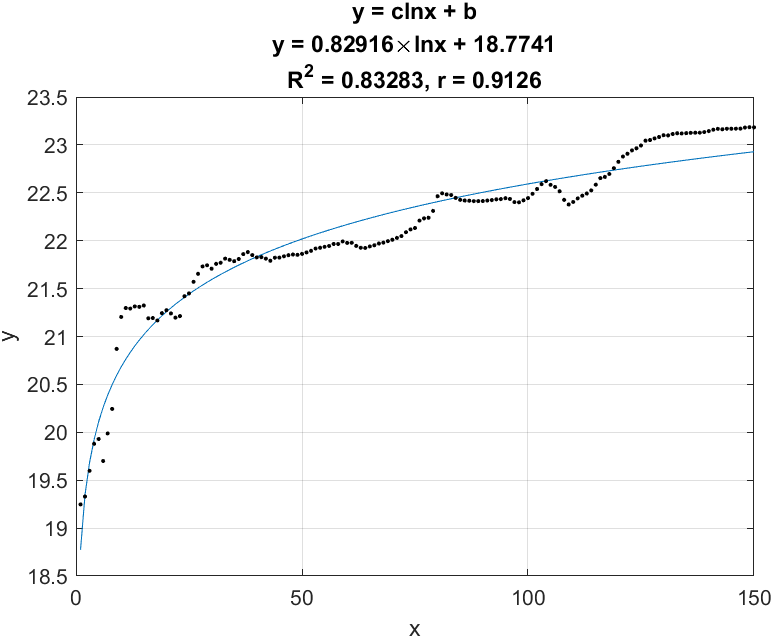 y = clnx + b
y = 0.82916×lnx + 18.7741
R² = 0.83283, r = 0.9126
23.5
23
22.5
22
21.5
21
20.5
20
19.5
19
18.5
y
0 50 100 150
x